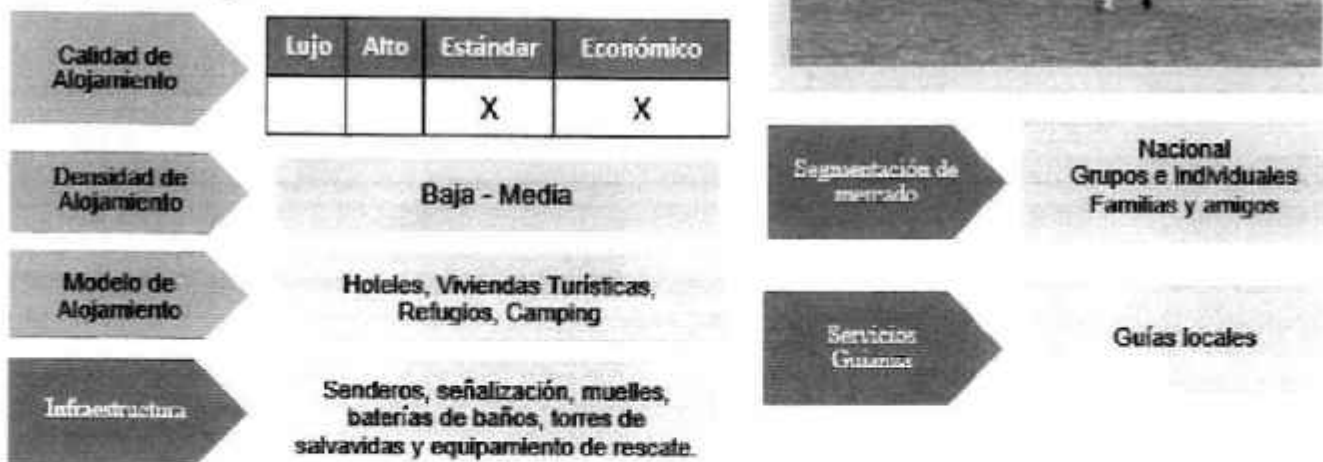 Calidad de
Alojamiento
Lujo Alto Estándar Económico
X X
Densidad de
Alojamiento
Baja - Media
Modelo de
Alojamiento
Hoteles, Viviendas Turísticas,
Refugios, Camping
Infraestructura
Senderos, señalización, muelles,
baterías de baños, torres de
salvavidas y equipamiento de rescate.
Segmentación de
mercado
Nacional
Grupos e Individuales
Familias y amigos
Servicios
Guianza
Guías locales